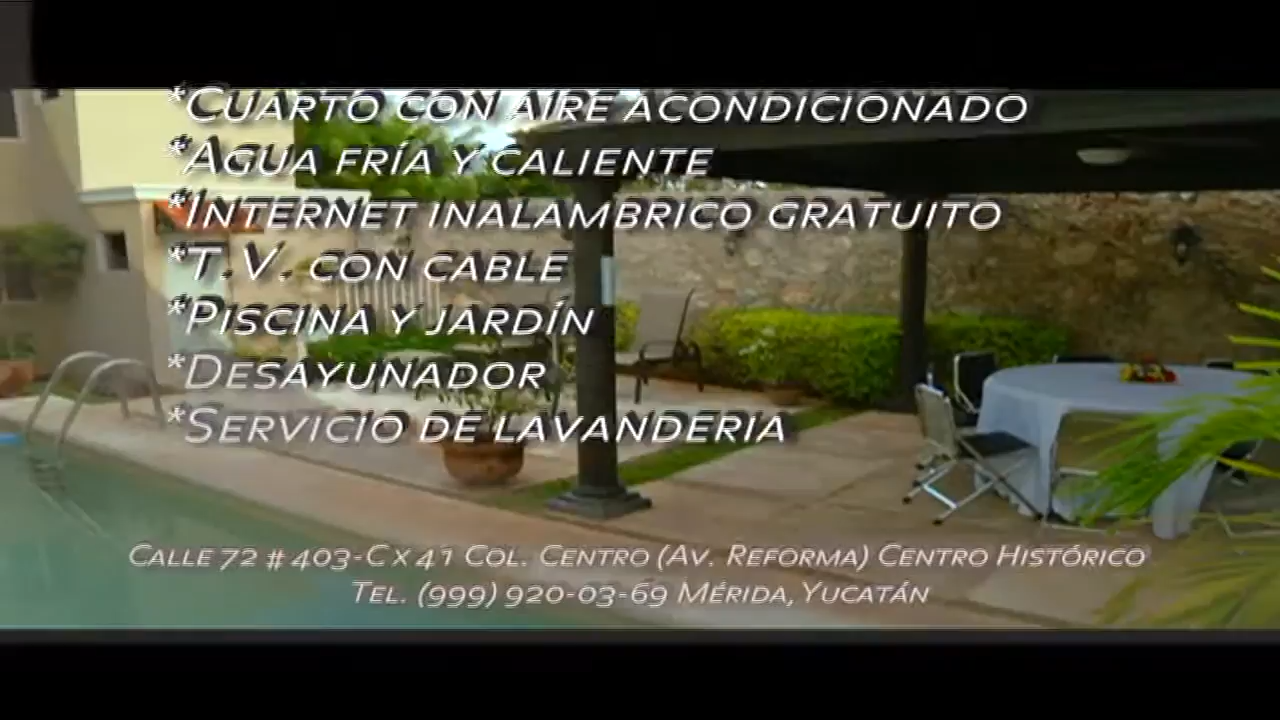 *CUARTO CON AIRE ACONDICIONADO
*AGUA FRÍA Y CALIENTE
*INTERNET INALAMBRICO GRATUITO
*T.V. CON CABLE
*PISCINA Y JARDÍN
*DESAYUNADOR
*SERVICIO DE LAVANDERIA
CALLE 72 # 403-C X 41 COL. CENTRO (AV. REFORMA) CENTRO HISTÓRICO
TEL. (999) 920-03-69 MÉRIDA, YUCATÁN